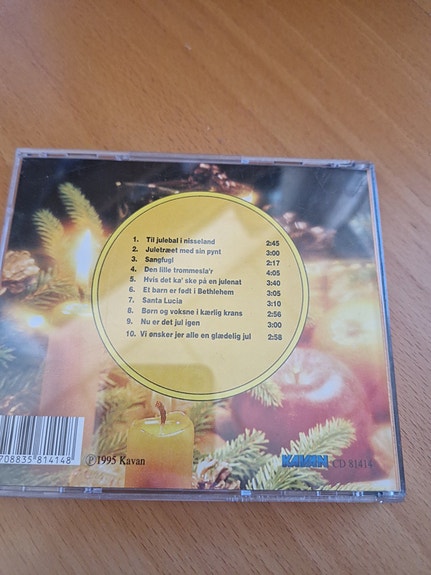 1. Til julebal i nisseland 2:45
2. Juletræet med sin pynt 3:00
3. Sangfugl 2:17
4. Den lille trommesla'r 4:05
5. Hvis det ka' ske på en julenat 3:40
6. Et barn er født i Bethlehem 3:05
7. Santa Lucia 3:10
8. Børn og voksne i kærlig krans 2:56
9. Nu er det jul igen 3:00
10. Vi ønsker jer alle en glædelig jul 2:58
708835 814148
℗1995 Kavan
KAVAN CD 81414